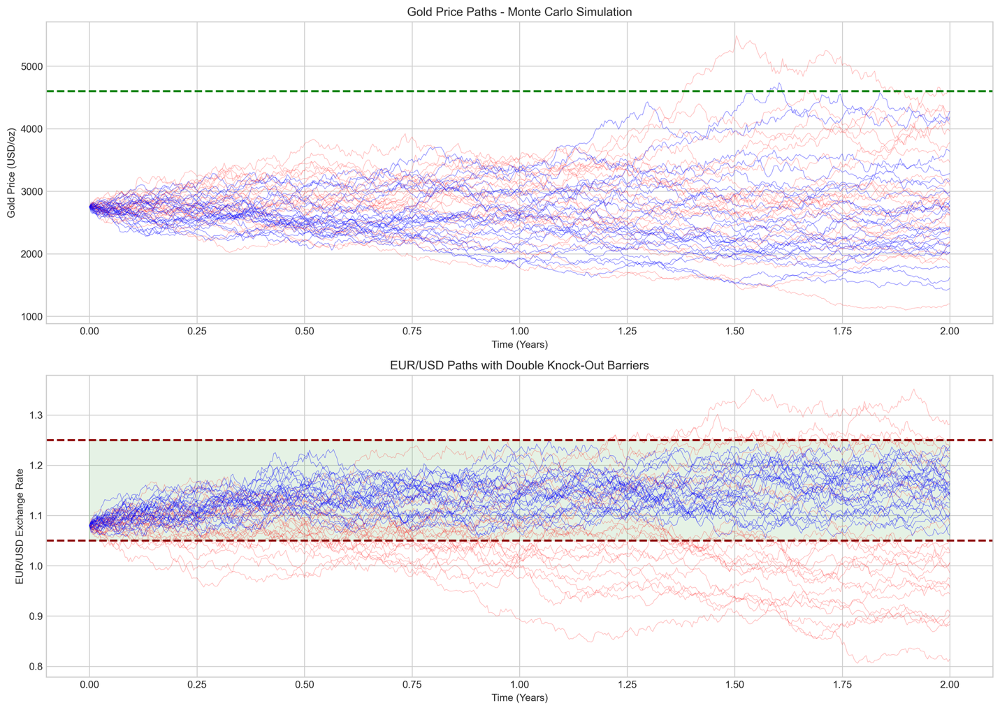 Gold Price Paths - Monte Carlo Simulation
Gold Price (USD/oz)
5000
4000
3000
2000
1000
0.00 0.25 0.50 0.75 1.00 1.25 1.50 1.75 2.00
Time (Years)
EUR/USD Paths with Double Knock-Out Barriers
EUR/USD Exchange Rate
1.3
1.2
1.1
1.0
0.9
0.8
0.00 0.25 0.50 0.75 1.00 1.25 1.50 1.75 2.00
Time (Years)